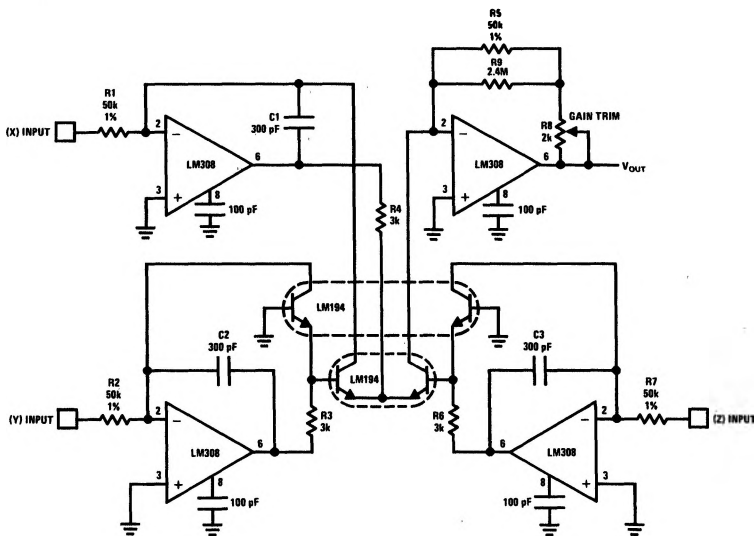 R1
50k
1%
(X) INPUT
2
3
LM308
6
8
100 pF
C1
300 pF
R4
3k
R5
50k
1%
R9
2.4M
GAIN TRIM
R8
2k
2
3
LM308
6
8
100 pF
VOUT
LM194
LM194
C2
300 pF
C3
300 pF
R2
50k
1%
(Y) INPUT
2
3
LM308
6
8
100 pF
R3
3k
R6
3k
R7
50k
1%
(Z) INPUT
2
3
LM308
6
8
100 pF